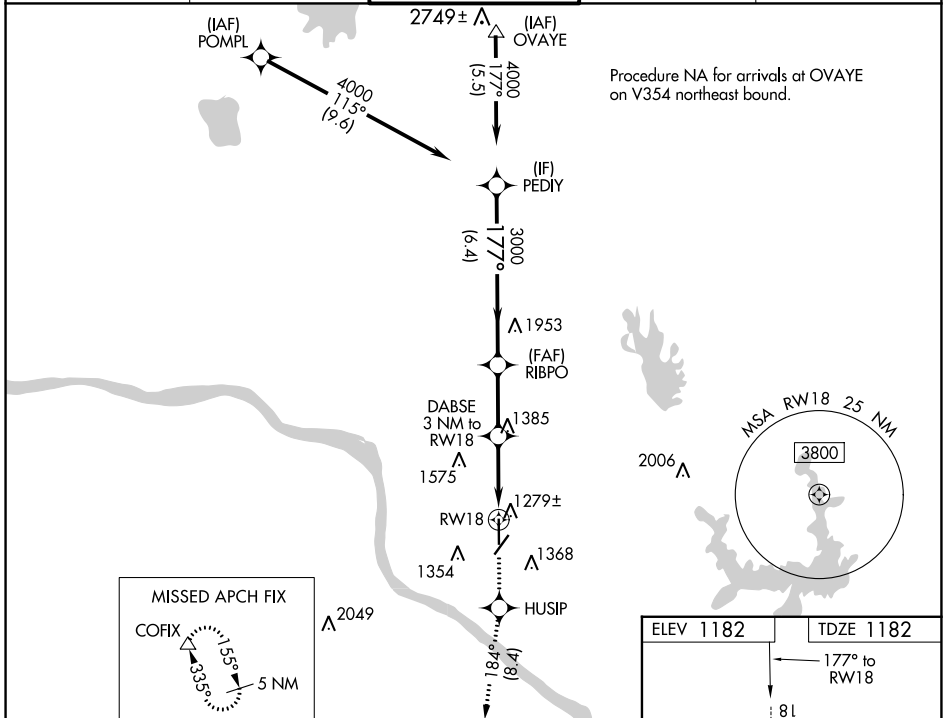 (IAF)
POMPL
2749±
(IAF)
OVAYE
4000
177°
(5.5)
4000
115°
(9.6)
Procedure NA for arrivals at OVAYE
on V354 northeast bound.
(IF)
PEDIY
3000
177°
(6.4)
1953
(FAF)
RIBPO
DABSE
3 NM to
RW18
1385
1575
2006
MSA RW18 25 NM
3800
1279±
RW18
1354
1368
HUSIP
184°
(8.4)
2049
MISSED APCH FIX
COFIX
155°
335°
5 NM
ELEV 1182
TDZE 1182
177° to
RW18
18